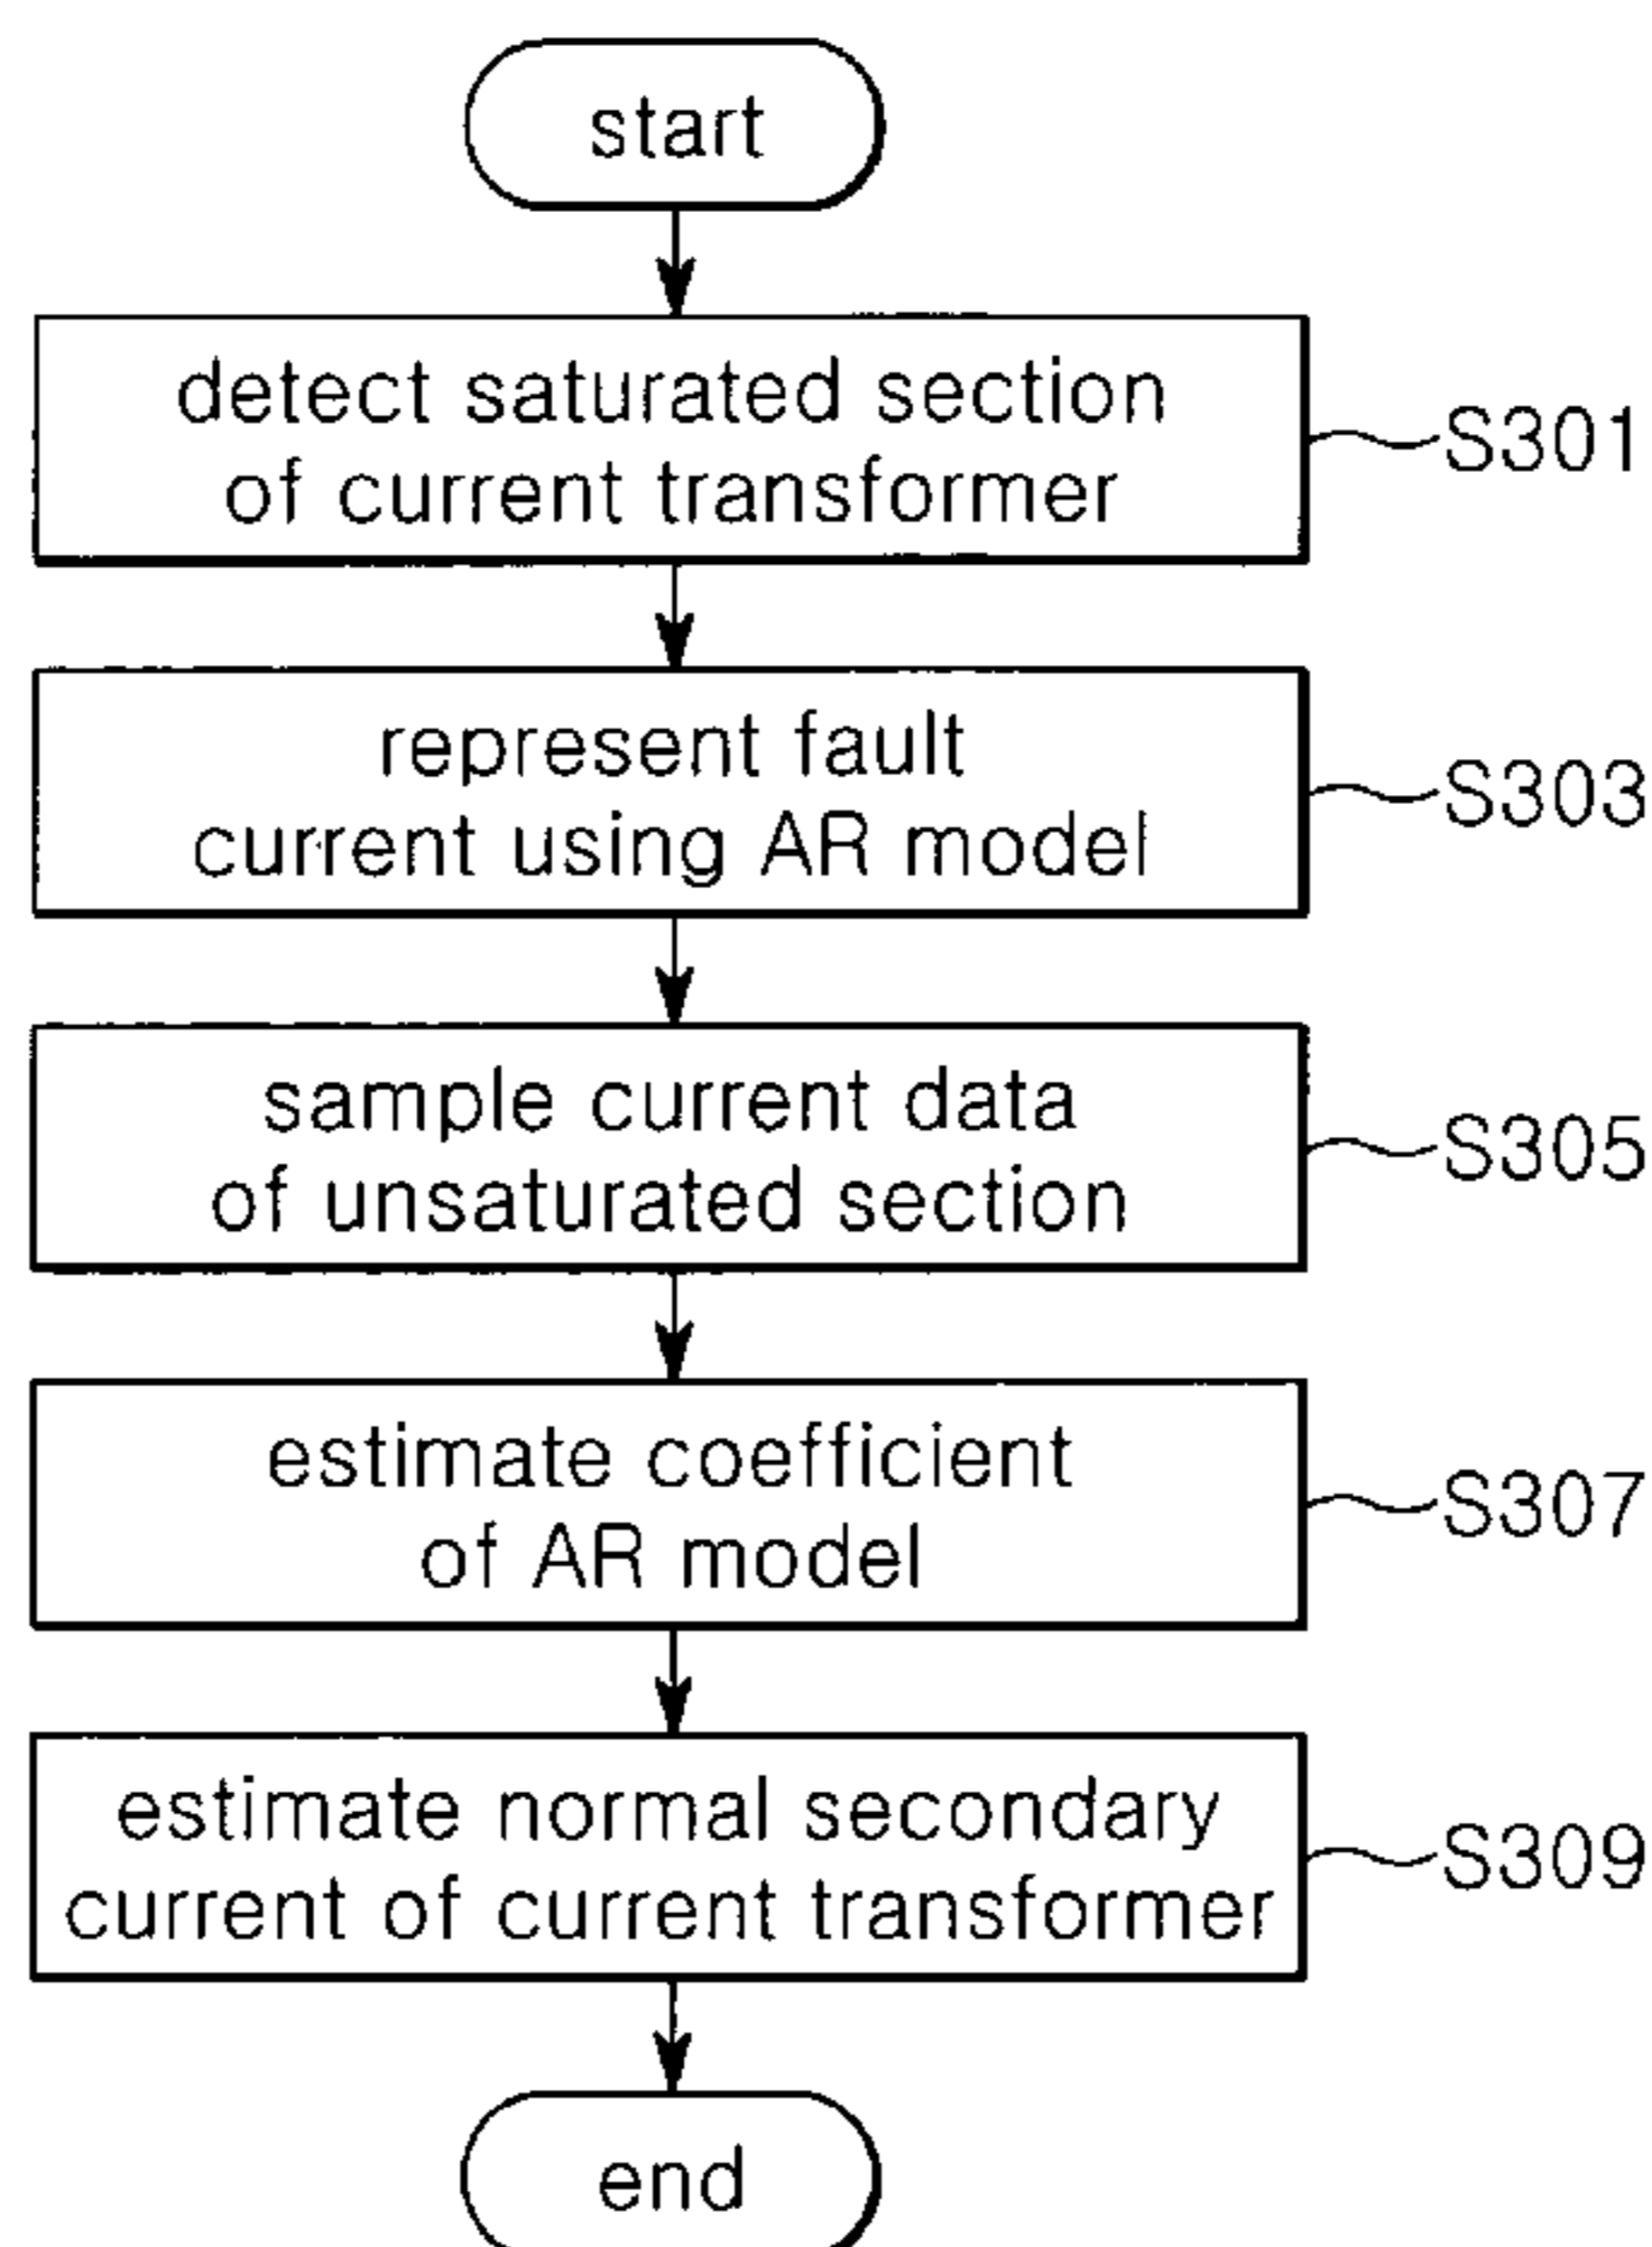 start
detect saturated section
of current transformer
S301
represent fault
current using AR model
S303
sample current data
of unsaturated section
S305
estimate coefficient
of AR model
S307
estimate normal secondary
current of current transformer
S309
end